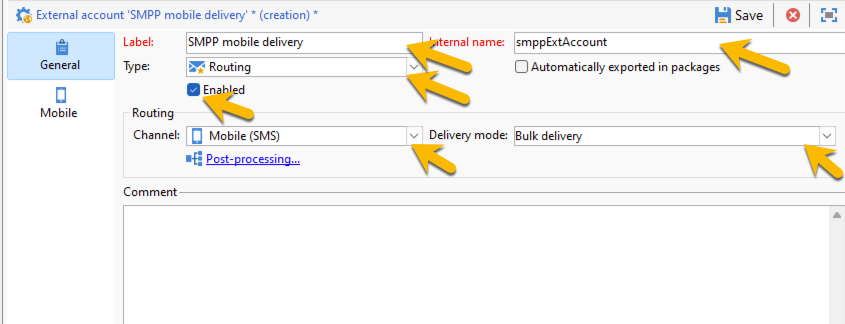 External account 'SMPP mobile delivery' * (creation) *
Save
General
Mobile
Label: SMPP mobile delivery Internal name: smppExtAccount
Type: Routing Automatically exported in packages
Enabled
Routing
Channel: Mobile (SMS) Delivery mode: Bulk delivery
Post-processing...
Comment